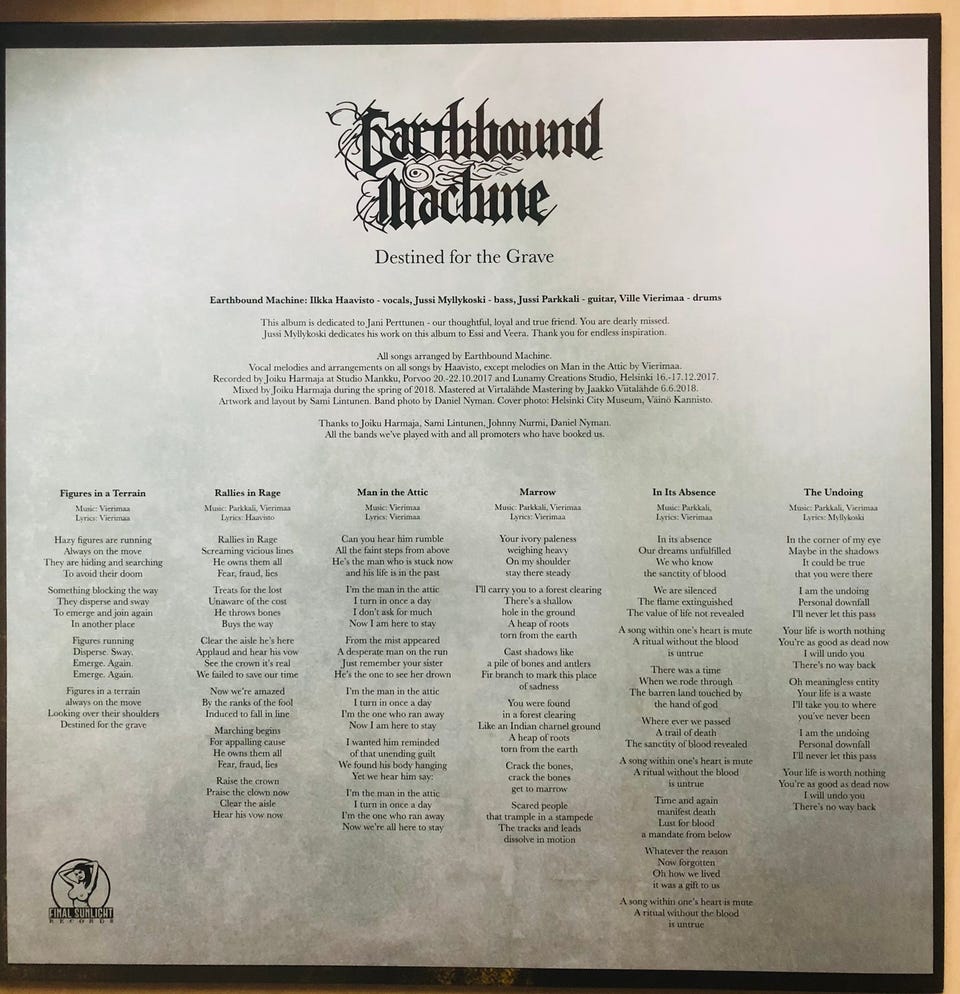 Earthbound
Machine
Destined for the Grave
Earthbound Machine: Ilkka Haavisto - vocals, Jussi Myllykoski - bass, Jussi Parkkali - guitar, Ville Vierimaa - drums
This album is dedicated to Jani Perttunen - our thoughtful, loyal and true friend. You are dearly missed.
Jussi Myllykoski dedicates his work on this album to Essi and Veera. Thank you for endless inspiration.
All songs arranged by Earthbound Machine.
Vocal melodies and arrangements on all songs by Haavisto, except melodies on Man in the Attic by Vierimaa.
Recorded by Joiku Harmaja at Studio Mankku, Porvoo 20.-22.10.2017 and Lunamy Creations Studio, Helsinki 16.-17.12.2017.
Mixed by Joiku Harmaja during the spring of 2018. Mastered at Virtalähde Mastering by Jaakko Viitalähde 6.6.2018.
Artwork and layout by Sami Lintunen. Band photo by Daniel Nyman. Cover photo: Helsinki City Museum, Väinö Kannisto.
Thanks to Joiku Harmaja, Sami Lintunen, Johnny Nurmi, Daniel Nyman.
All the bands we've played with and all promoters who have booked us.
Figures in a Terrain
Music: Vierimaa
Lyrics: Vierimaa
Hazy figures are running
Always on the move
They are hiding and searching
To avoid their doom
Something blocking the way
They disperse and sway
To emerge and join again
In another place
Figures running
Disperse. Sway.
Emerge. Again.
Emerge. Again.
Figures in a terrain
always on the move
Looking over their shoulders
Destined for the grave
Rallies in Rage
Music: Parkkali, Vierimaa
Lyrics: Haavisto
Rallies in Rage
Screaming vicious lines
He owns them all
Fear, fraud, lies
Treats for the lost
Unaware of the cost
He throws bones
Buys the way
Clear the aisle he's here
Applaud and hear his vow
See the crown it's real
We failed to save our time
Now we're amazed
By the ranks of the fool
Induced to fall in line
Marching begins
For appalling cause
He owns them all
Fear, fraud, lies
Raise the crown
Praise the clown now
Clear the aisle
Hear his vow now
Man in the Attic
Music: Vierimaa
Lyrics: Vierimaa
Can you hear him rumble
All the faint steps from above
He's the man who is stuck now
and his life is in the past
I'm the man in the attic
I turn in once a day
I don't ask for much
Now I am here to stay
From the mist appeared
A desperate man on the run
Just remember your sister
He's the one to see her drown
I'm the man in the attic
I turn in once a day
I'm the one who ran away
Now I am here to stay
I wanted him reminded
of that unending guilt
We found his body hanging
Yet we hear him say:
I'm the man in the attic
I turn in once a day
I'm the one who ran away
Now we're all here to stay
Marrow
Music: Parkkali, Vierimaa
Lyrics: Vierimaa
Your ivory paleness
weighing heavy
On my shoulder
stay there steady
I'll carry you to a forest clearing
There's a shallow
hole in the ground
A heap of roots
torn from the earth
Cast shadows like
a pile of bones and antlers
Fir branch to mark this place
of sadness
You were found
in a forest clearing
Like an Indian charnel ground
A heap of roots
torn from the earth
Crack the bones,
crack the bones
get to marrow
Scared people
that trample in a stampede
The tracks and leads
dissolve in motion
In Its Absence
Music: Parkkali,
Lyrics: Vierimaa
In its absence
Our dreams unfulfilled
We who know
the sanctity of blood
We are silenced
The flame extinguished
The value of life not revealed
A song within one's heart is mute
A ritual without the blood
is untrue
There was a time
When we rode through
The barren land touched by
the hand of god
Where ever we passed
A trail of death
The sanctity of blood revealed
A song within one's heart is mute
A ritual without the blood
is untrue
Time and again
manifest death
Lust for blood
a mandate from below
Whatever the reason
Now forgotten
Oh how we lived
it was a gift to us
A song within one's heart is mute
A ritual without the blood
is untrue
The Undoing
Music: Parkkali, Vierimaa
Lyrics: Myllykoski
In the corner of my eye
Maybe in the shadows
It could be true
that you were there
I am the undoing
Personal downfall
I'll never let this pass
Your life is worth nothing
You're as good as dead now
I will undo you
There's no way back
Oh meaningless entity
Your life is a waste
I'll take you to where
you've never been
I am the undoing
Personal downfall
I'll never let this pass
Your life is worth nothing
You're as good as dead now
I will undo you
There's no way back
FINAL SUNLIGHT
RECORDS